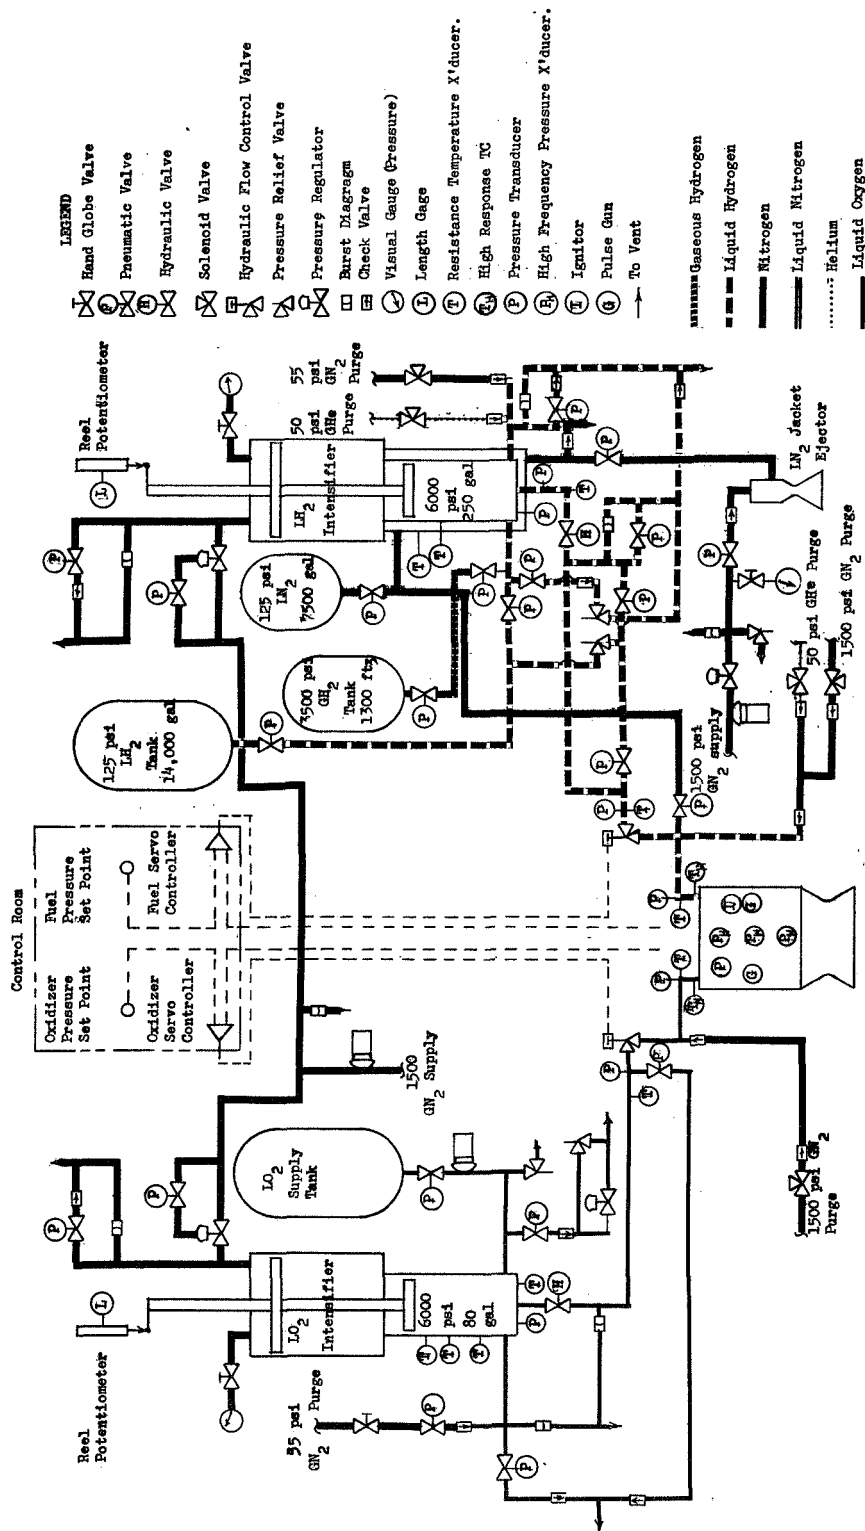 Control Room
Oxidizer
Pressure
Set Point
Fuel
Pressure
Set Point
Oxidizer
Servo
Controller
Fuel Servo
Controller
Reel
Potentiometer
L
LO2
Intensifier
6000
psi
80
gal
LO2
Supply
Tank
1500
GN2 Supply
55 psi Purge
GN2
1500 psi GN2
Purge
125 psi
LH2
Tank
14,000 gal
3500 psi
GH2
Tank
1300 ft3
125 psi
LN2
7500 gal
Reel
Potentiometer
L
LH2
Intensifier
6000
psi
250 gal
50
psi
GHe
Purge
55
psi
GN2
Purge
1500 psi
GN2 supply
LN2 Jacket
Ejector
50 psi GHe Purge
1500 psi GN2 Purge
LEGEND
Hand Globe Valve
P Pneumatic Valve
H Hydraulic Valve
Solenoid Valve
Hydraulic Flow Control Valve
Pressure Relief Valve
Pressure Regulator
Burst Diagragm
Check Valve
Visual Gauge (Pressure)
L Length Gage
T Resistance Temperature X'ducer.
High Response TC
P Pressure Transducer
High Frequency Pressure X'ducer.
Ignitor
G Pulse Gun
To Vent
Gaseous Hydrogen
Liquid Hydrogen
Nitrogen
Liquid Nitrogen
Helium
Liquid Oxygen